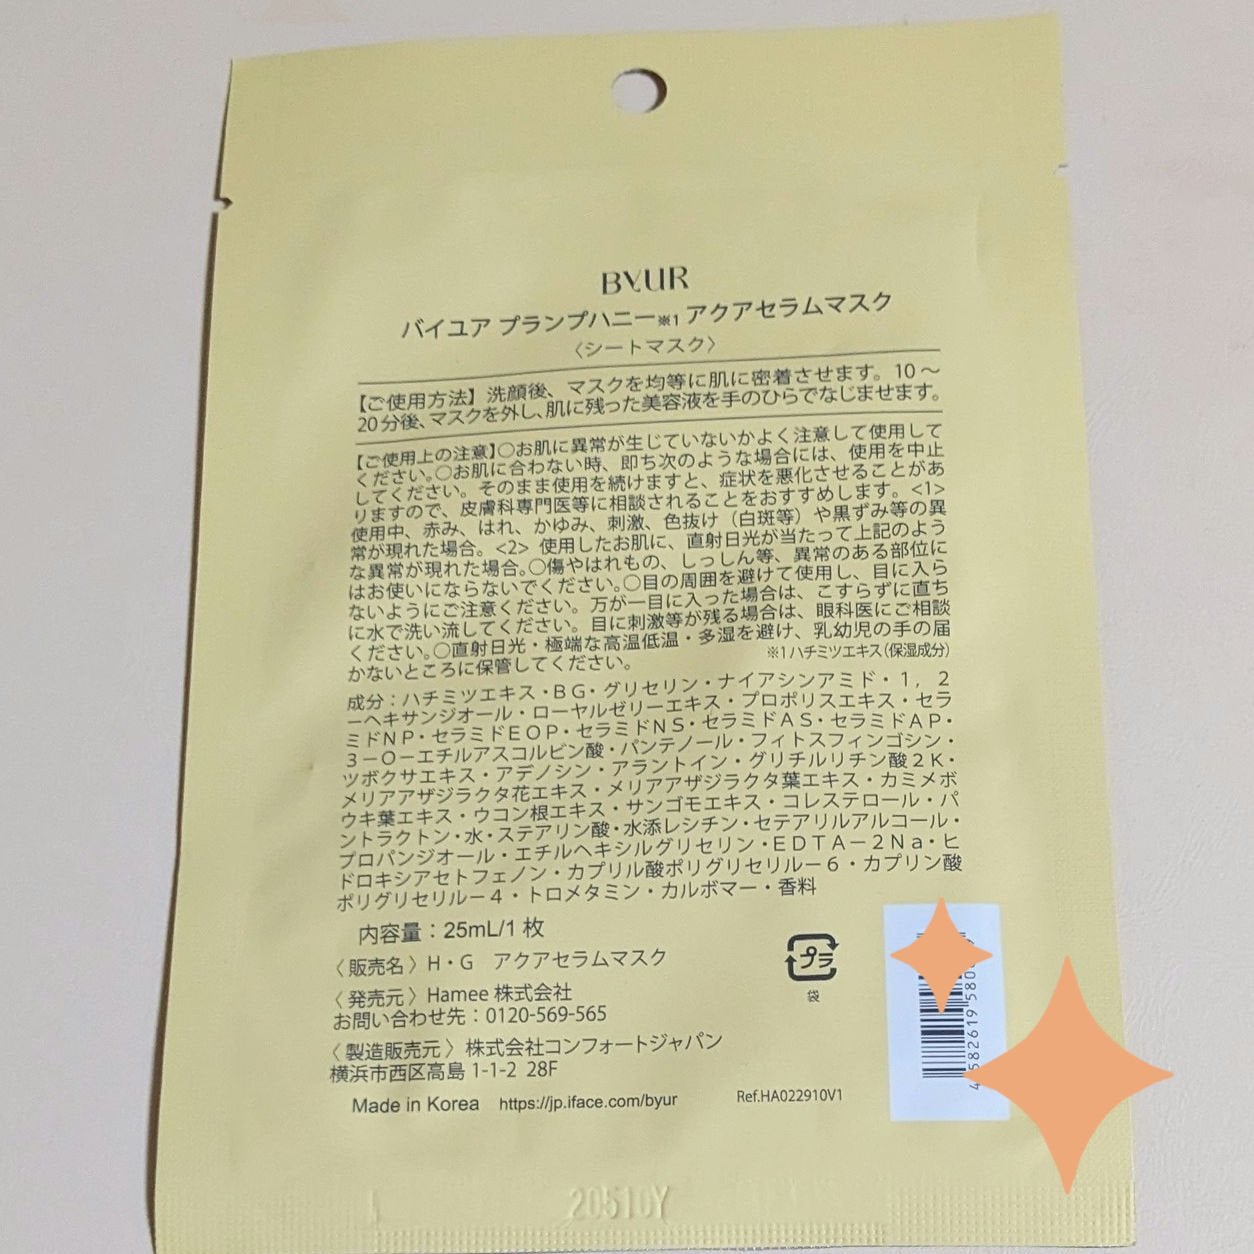 BYUR
バイユア プランプハニー※1 アクアセラムマスク
〈シートマスク〉
【ご使用方法】洗顔後、マスクを均等に肌に密着させます。10～
20分後、マスクを外し、肌に残った美容液を手のひらでなじませます。
【ご使用上の注意】○お肌に異常が生じていないかよく注意して使用して
ください。○お肌に合わない時、即ち次のような場合には、使用を中止
してください。そのまま使用を続けますと、症状を悪化させることがあ
りますので、皮膚科専門医等に相談されることをおすすめします。<1>
使用中、赤み、はれ、かゆみ、刺激、色抜け（白斑等）や黒ずみ等の異
常が現れた場合。<2> 使用したお肌に、直射日光が当たって上記のよう
な異常が現れた場合。○傷やはれもの、しっしん等、異常のある部位に
はお使いにならないでください。○目の周囲を避けて使用し、目に入ら
ないようにご注意ください。万が一目に入った場合は、こすらずに直ち
に水で洗い流してください。目に刺激等が残る場合は、眼科医にご相談
ください。○直射日光・極端な高温低温・多湿を避け、乳幼児の手の届
かないところに保管してください。
※1 ハチミツエキス（保湿成分）
成分：ハチミツエキス・ＢＧ・グリセリン・ナイアシンアミド・１，２
－ヘキサンジオール・ローヤルゼリーエキス・プロポリスエキス・セラ
ミドＮＰ・セラミドＥＯＰ・セラミドＮＳ・セラミドＡＳ・セラミドＡＰ・
３－Ｏ－エチルアスコルビン酸・パンテノール・フィトスフィンゴシン・
ツボクサエキス・アデノシン・アラントイン・グリチルリチン酸２Ｋ・
メリアアザジラクタ花エキス・メリアアザジラクタ葉エキス・カミメボ
ウキ葉エキス・ウコン根エキス・サンゴモエキス・コレステロール・パ
ントラクトン・水・ステアリン酸・水添レシチン・セテアリルアルコール・
プロパンジオール・エチルヘキシルグリセリン・ＥＤＴＡ－２Ｎａ・ヒ
ドロキシアセトフェノン・カプリル酸ポリグリセリル－６・カプリン酸
ポリグリセリル－４・トロメタミン・カルボマー・香料
内容量：25mL/1 枚
〈 販売名 〉H・G アクアセラムマスク
〈 発売元 〉Hamee 株式会社
お問い合わせ先：0120-569-565
〈 製造販売元 〉株式会社コンフォートジャパン
横浜市西区高島 1-1-2 28F
Made in Korea https://jp.iface.com/byur Ref.HA022910V1
プラ
袋
20510Y